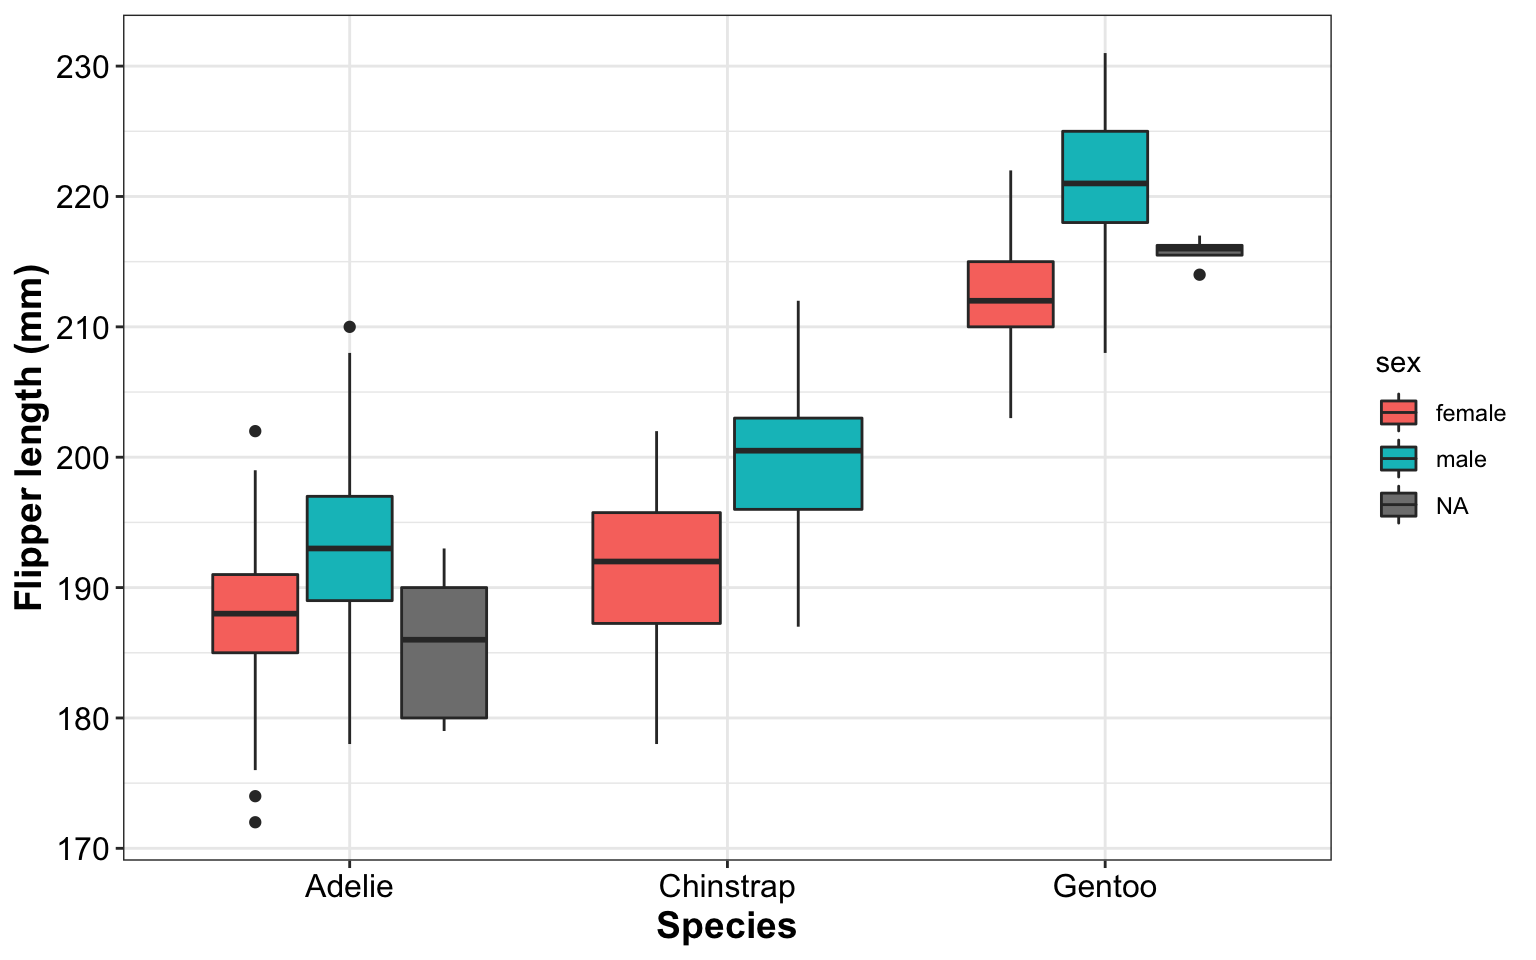 Flipper length (mm)
230
220
210
200
190
180
170
Adelie
Chinstrap
Gentoo
Species
sex
female
male
NA